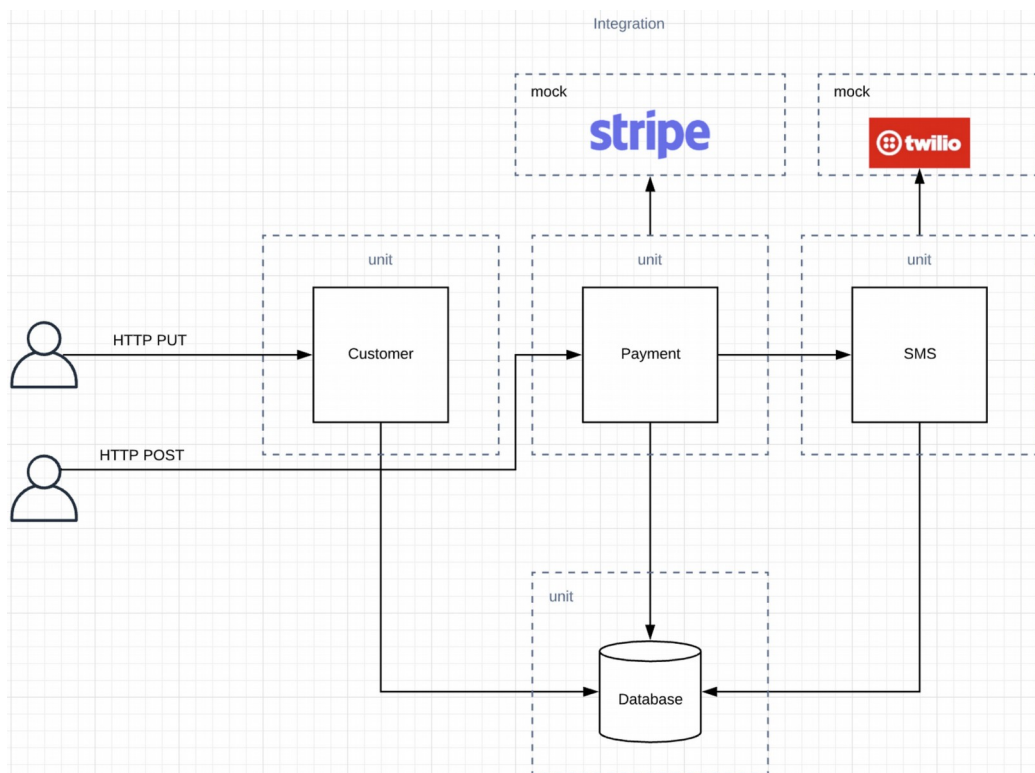 Integration
mock
stripe
mock
twilio
unit
unit
unit
HTTP PUT
Customer
Payment
SMS
HTTP POST
unit
Database